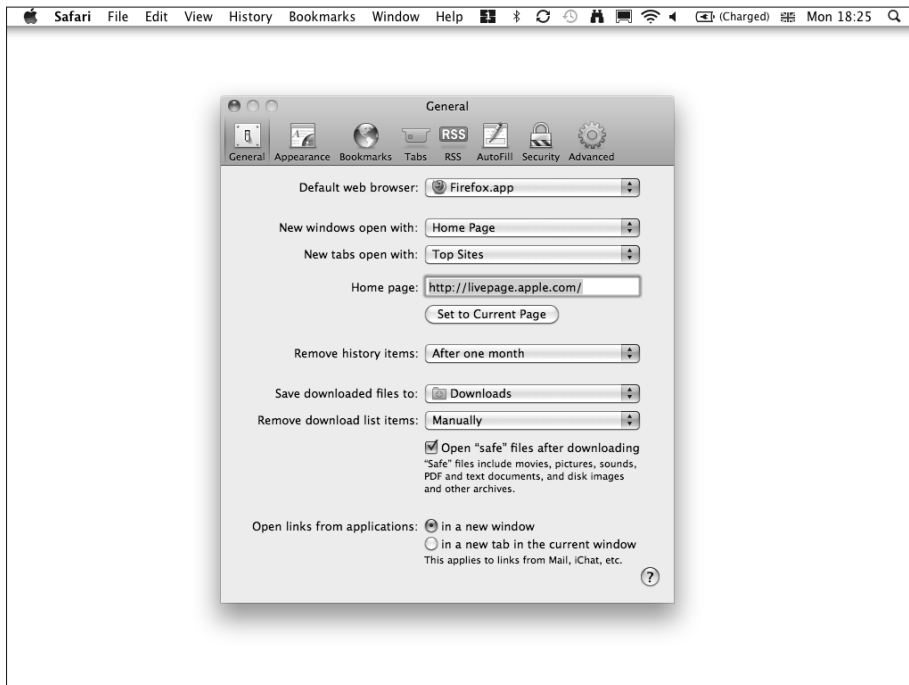 Safari File Edit View History Bookmarks Window Help (Charged) Mon 18:25
General
General Appearance Bookmarks Tabs RSS RSS AutoFill Security Advanced
Default web browser: Firefox.app
New windows open with: Home Page
New tabs open with: Top Sites
Home page: http://livepage.apple.com/
Set to Current Page
Remove history items: After one month
Save downloaded files to: Downloads
Remove download list items: Manually
Open “safe” files after downloading
“Safe” files include movies, pictures, sounds,
PDF and text documents, and disk images
and other archives.
Open links from applications: in a new window
in a new tab in the current window
This applies to links from Mail, iChat, etc.
?